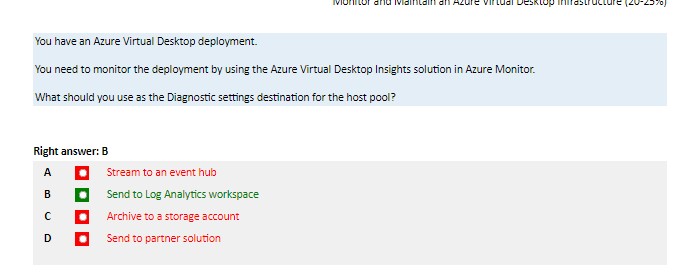 Monitor and Maintain an Azure Virtual Desktop Infrastructure (20-25%)
You have an Azure Virtual Desktop deployment.
You need to monitor the deployment by using the Azure Virtual Desktop Insights solution in Azure Monitor.
What should you use as the Diagnostic settings destination for the host pool?
Right answer: B
A Stream to an event hub
B Send to Log Analytics workspace
C Archive to a storage account
D Send to partner solution